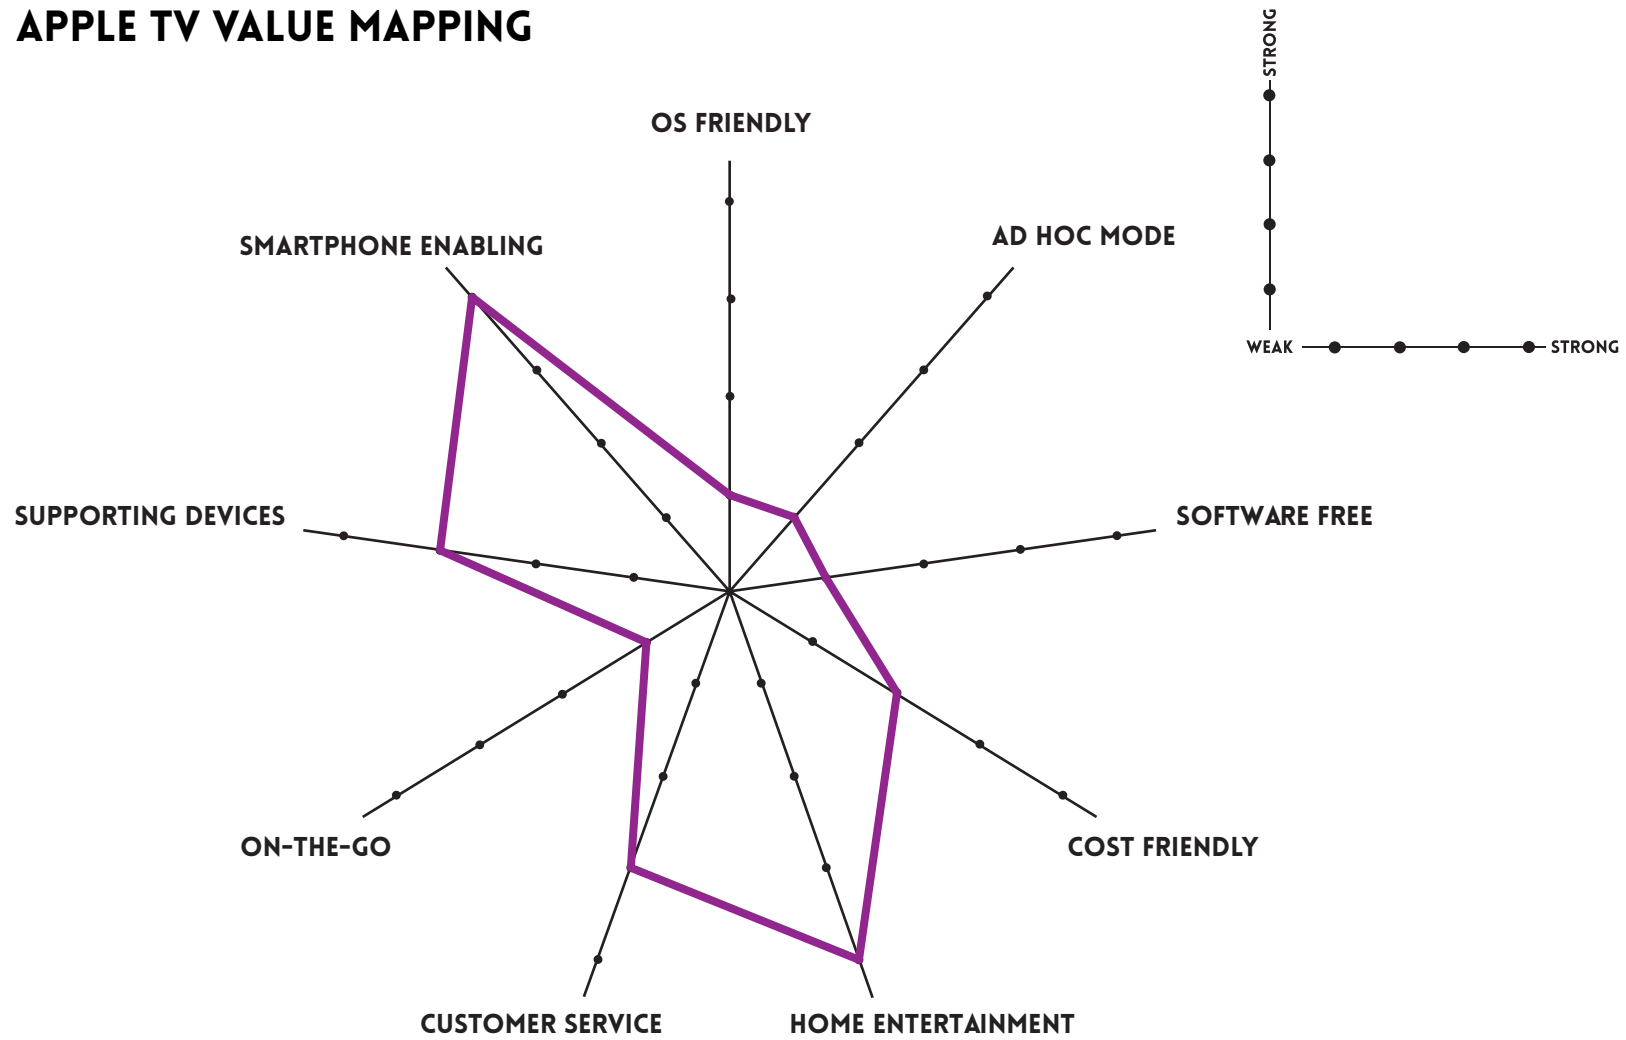 APPLE TV VALUE MAPPING
STRONG
OS FRIENDLY
AD HOC MODE
SMARTPHONE ENABLING
WEAK
STRONG
SUPPORTING DEVICES
SOFTWARE FREE
ON-THE-GO
COST FRIENDLY
CUSTOMER SERVICE
HOME ENTERTAINMENT